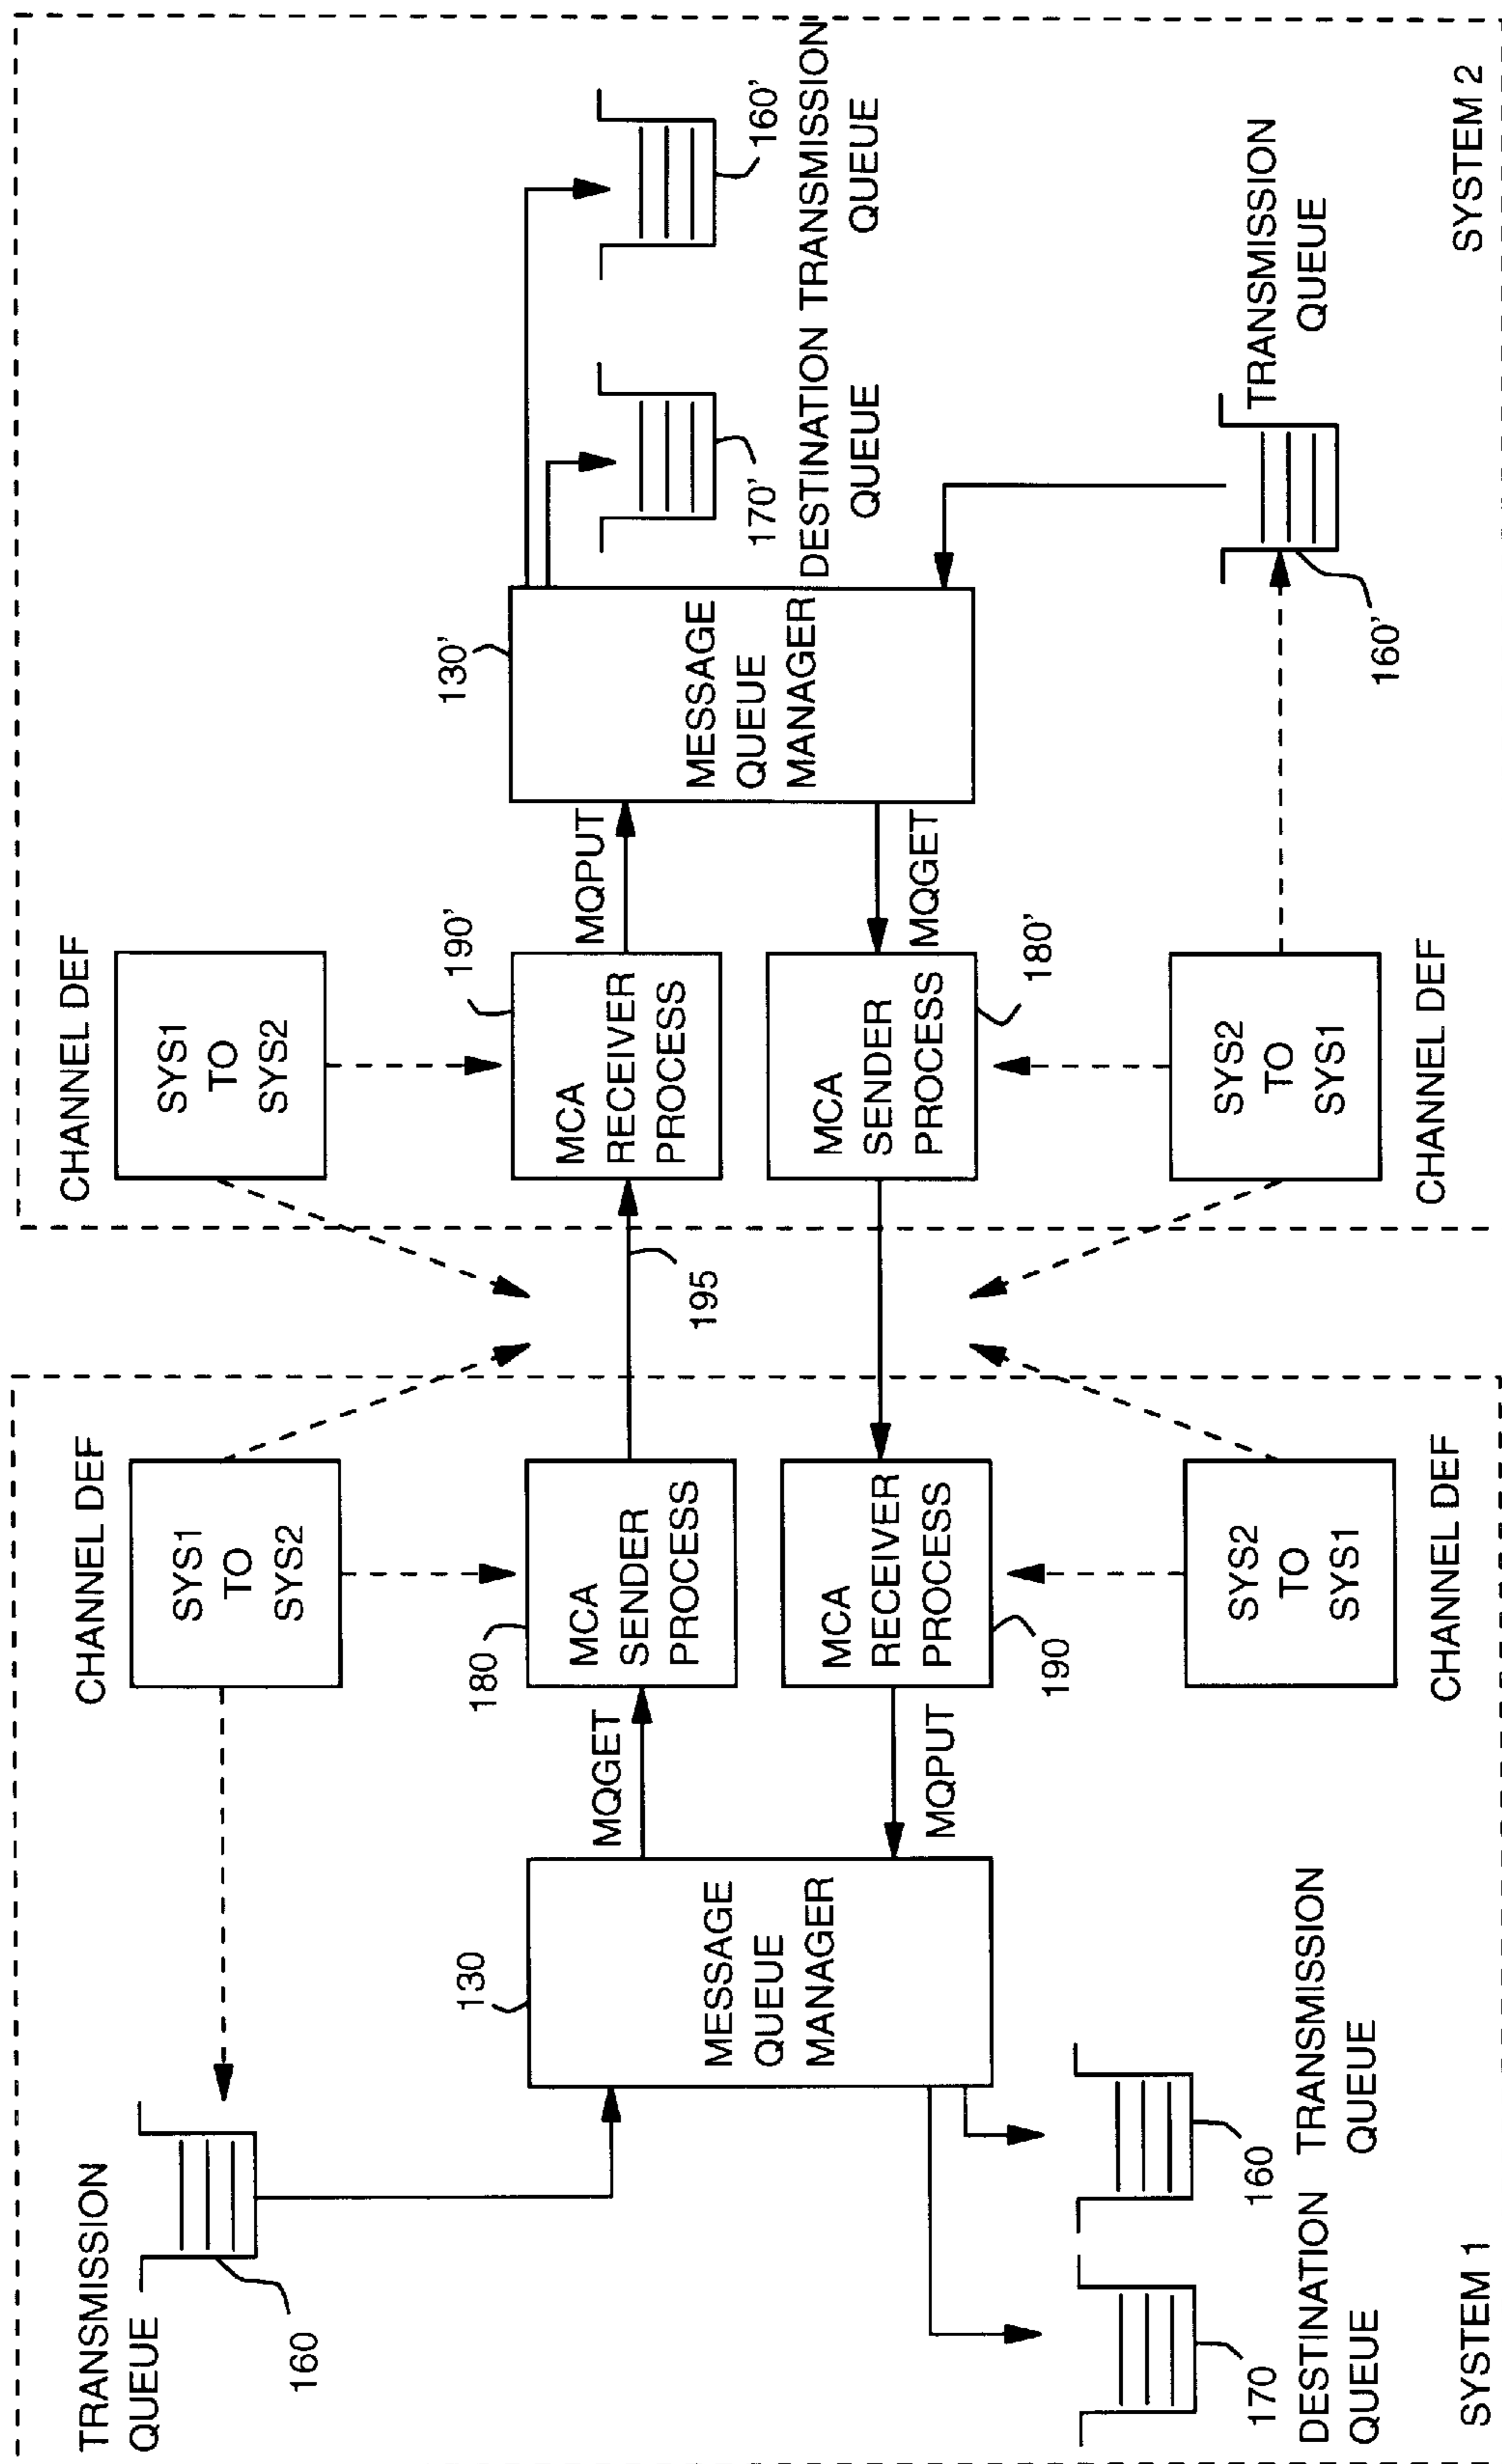 TRANSMISSION
QUEUE
160
CHANNEL DEF
SYS1
TO
SYS2
130
MESSAGE
QUEUE
MANAGER
MQGET
180
MCA
SENDER
PROCESS
MQPUT
MCA
RECEIVER
PROCESS
190
SYS2
TO
SYS1
CHANNEL DEF
170
DESTINATION
QUEUE
160
TRANSMISSION
QUEUE
SYSTEM 1
195
CHANNEL DEF
SYS1
TO
SYS2
190'
MCA
RECEIVER
PROCESS
MQPUT
130'
MESSAGE
QUEUE
MANAGER
170'
DESTINATION
QUEUE
160'
TRANSMISSION
QUEUE
MCA
SENDER
PROCESS
180'
MQGET
SYS2
TO
SYS1
CHANNEL DEF
160'
TRANSMISSION
QUEUE
SYSTEM 2